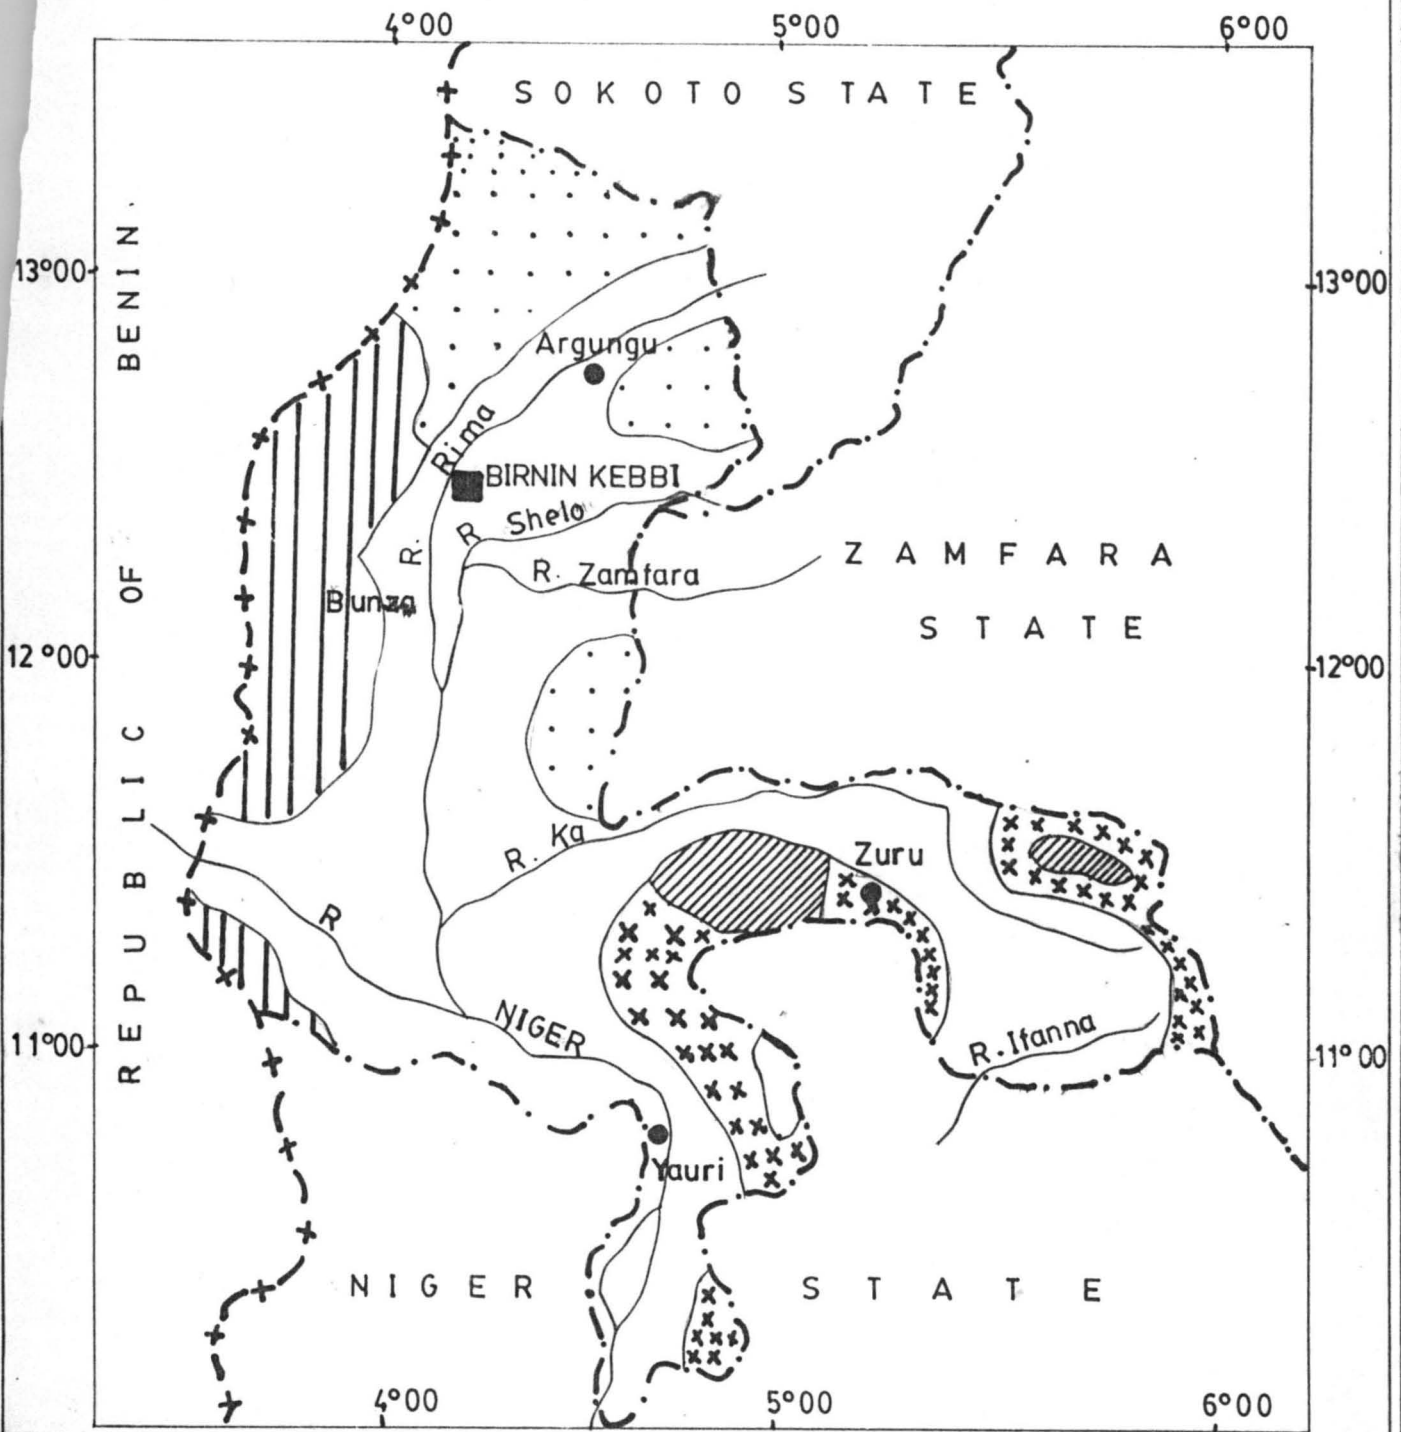 4°00 5°00 6°00
SOKOTO STATE
13°00 13°00
Argungu
Rima
BIRNIN KEBBI
R. Shelo
R.
ZAMFARA
R. Zamfara
Bunza
STATE
12°00 12°00
REPUBLIC OF BENIN.
R. Ka
Zuru
R
NIGER
R. Ifanna
11°00 11°00
Yauri
NIGER STATE
4°00 5°00 6°00